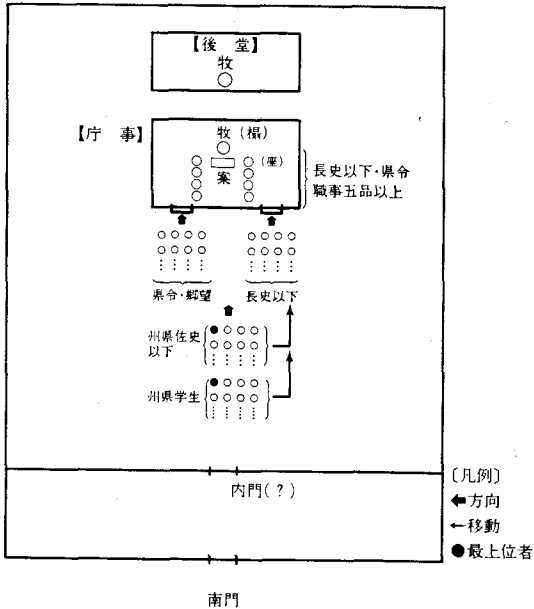 【後　堂】
牧
【庁　事】
牧（榻）
（座）
案
長史以下・県令
職事五品以上
県令・郷望
長史以下
州県佐史
以下
州県学生
内門(？)
南門
〔凡例〕
方向
移動
最上位者